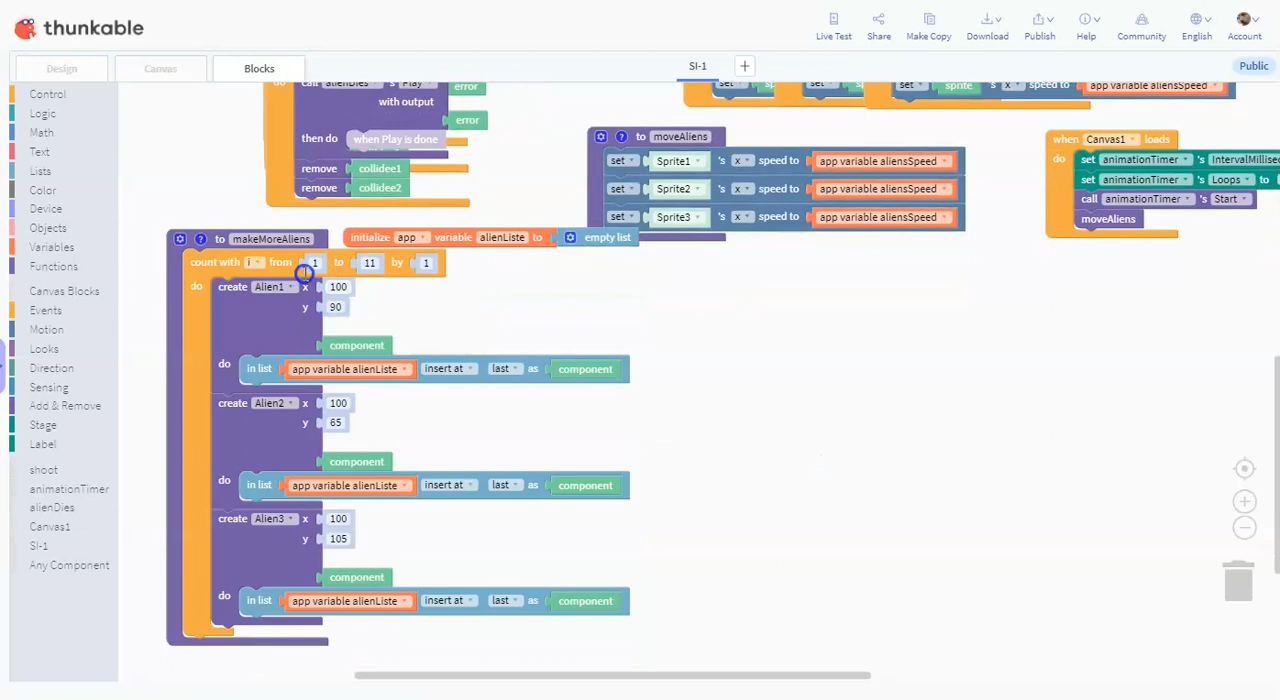 thunkable
Live Test
Share
Make Copy
Download
Publish
Help
Community
English
Account
Design
Canvas
Blocks
SI-1
+
Public
Control
Logic
Math
Text
Lists
Color
Device
Objects
Variables
Functions
Canvas Blocks
Events
Motion
Looks
Direction
Sensing
Add & Remove
Stage
Label
shoot
animationTimer
alienDies
Canvas1
SI-1
Any Component
do call alienDies 's Play
error
with output
error
then do when Play is done
remove collidee1
remove collidee2
set
set
set sprite 's x speed to app variable aliensSpeed
? to moveAliens
set Sprite1 's x speed to app variable aliensSpeed
set Sprite2 's x speed to app variable aliensSpeed
set Sprite3 's x speed to app variable aliensSpeed
when Canvas1 loads
do set animationTimer 's IntervalMillisec
set animationTimer 's Loops to
call animationTimer 's Start
moveAliens
? to makeMoreAliens
initialize app variable alienListe to empty list
count with i from 1 to 11 by 1
do create Alien1 x 100
y 90
component
do in list app variable alienListe insert at last as component
create Alien2 x 100
y 65
component
do in list app variable alienListe insert at last as component
create Alien3 x 100
y 105
component
do in list app variable alienListe insert at last as component